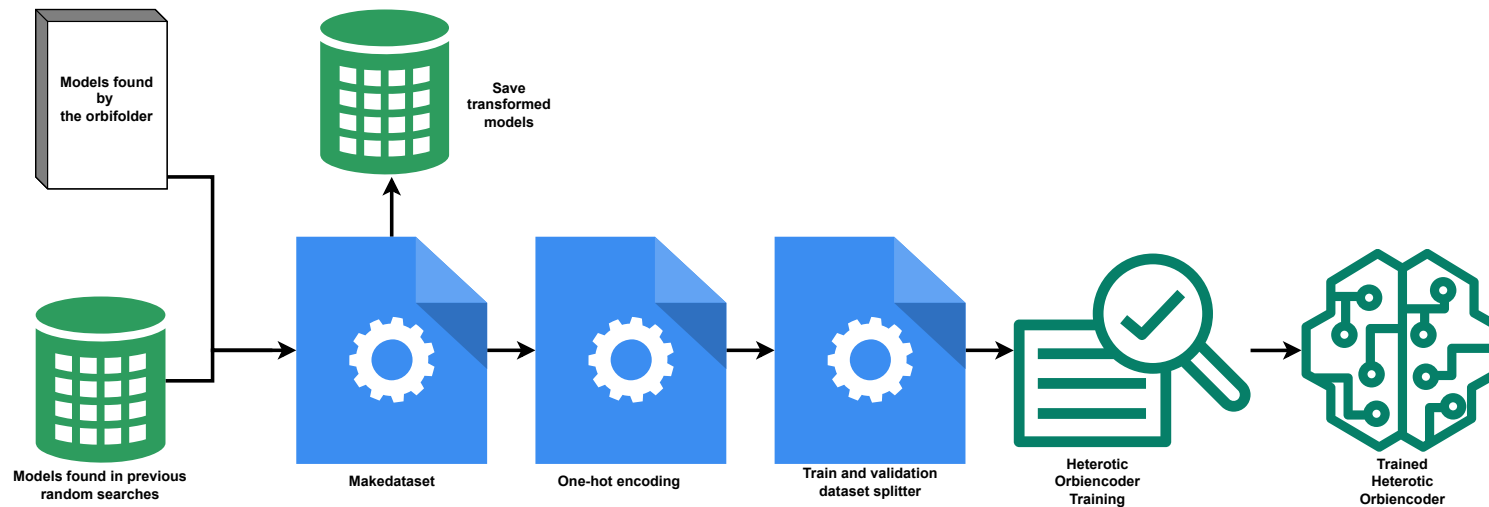 Models found
by
the orbifolder
Save
transformed
models
Models found in previous
random searches
Makedataset
One-hot encoding
Train and validation
dataset splitter
Heterotic
Orbiencoder
Training
Trained
Heterotic
Orbiencoder